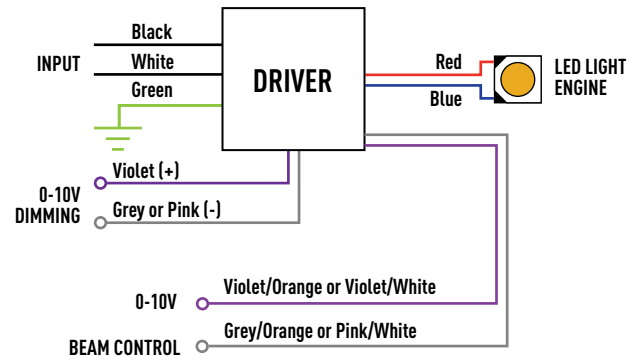 Black
INPUT
White
Green
DRIVER
Red
Blue
LED LIGHT
ENGINE
Violet (+)
0-10V
DIMMING
Grey or Pink (-)
Violet/Orange or Violet/White
0-10V
Grey/Orange or Pink/White
BEAM CONTROL